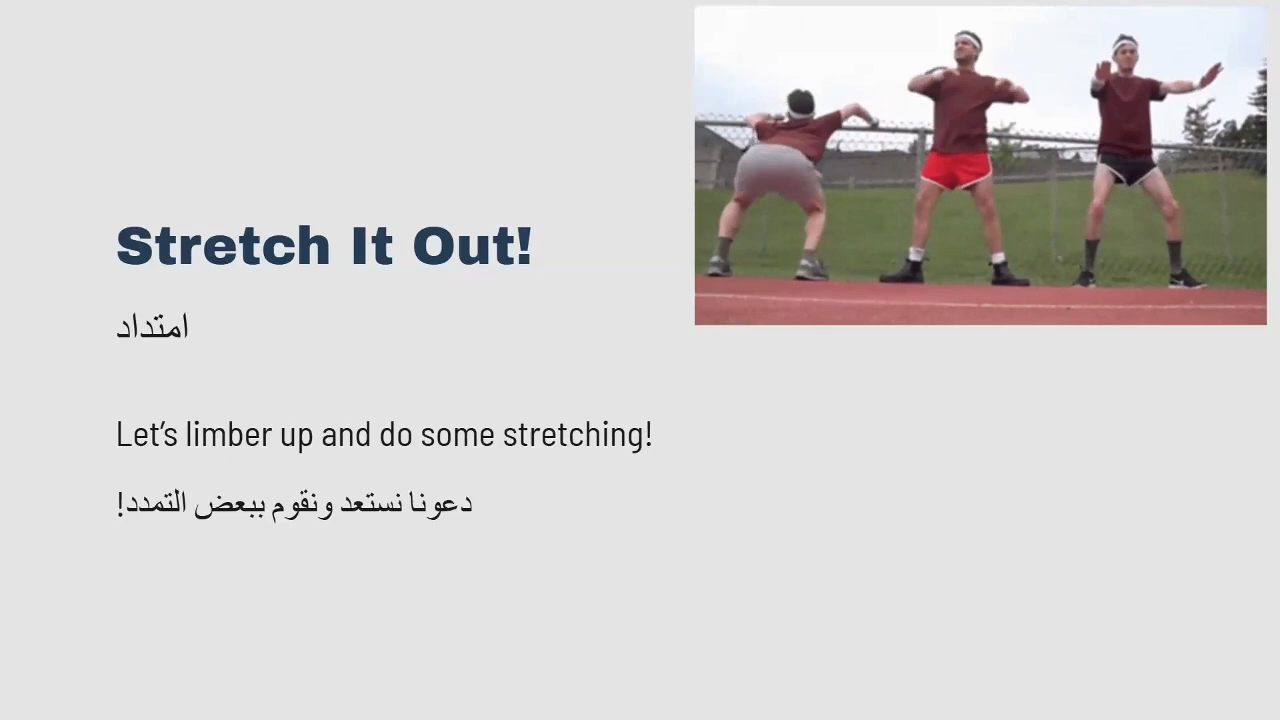 Stretch It Out!
امتداد
Let’s limber up and do some stretching!
دعونا نستعد ونقوم ببعض التمدد!